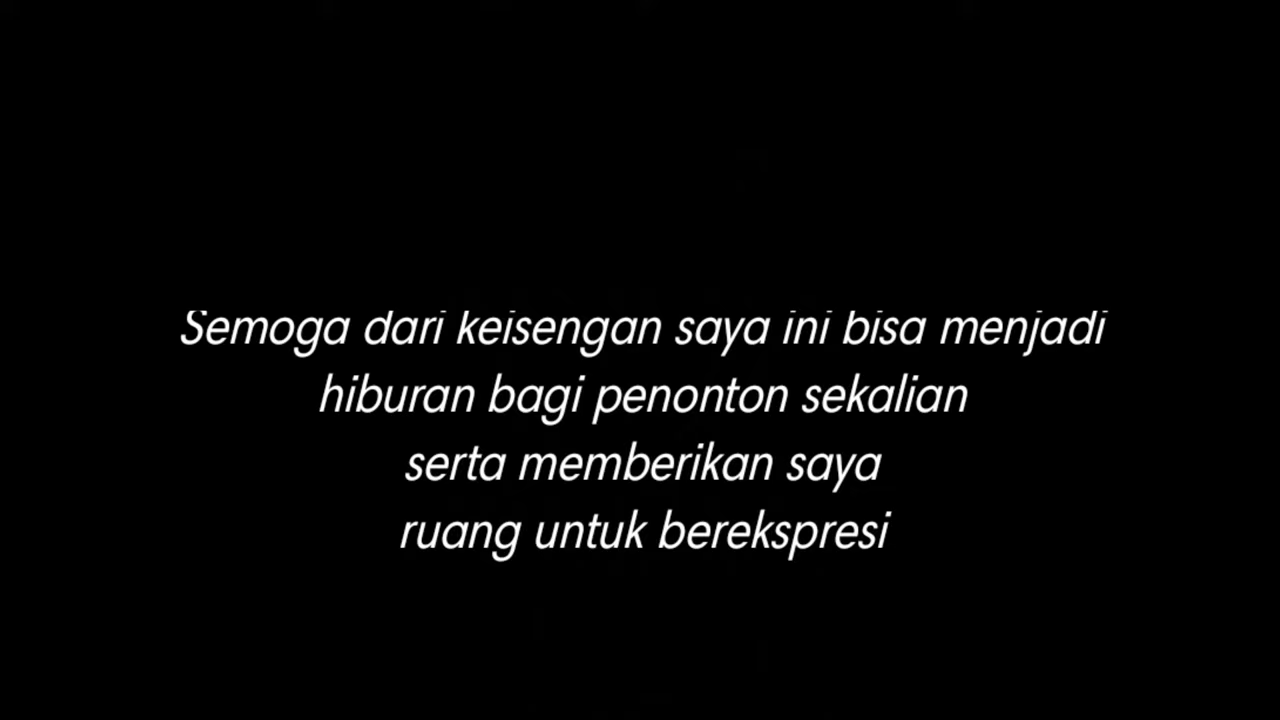 Semoga dari keisengan saya ini bisa menjadi
hiburan bagi penonton sekalian
serta memberikan saya
ruang untuk berekspresi